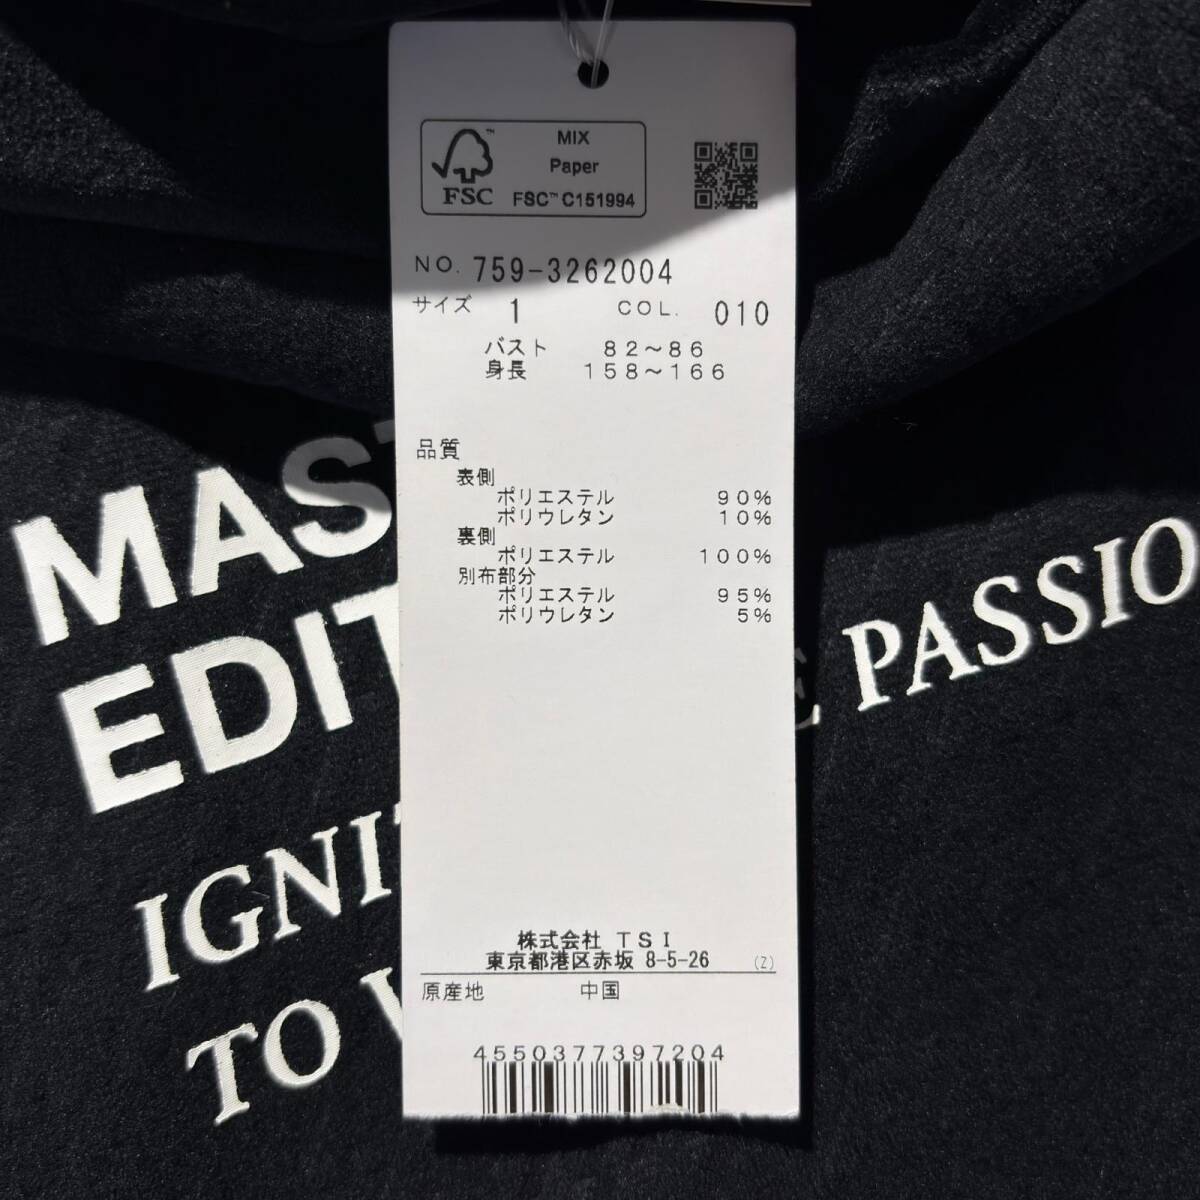 MIX
Paper
FSC™ C151994
FSC
NO. 759-3262004
サイズ 1 COL. 010
バスト 82～86
身長 158～166
品質
表側
ポリエステル 90%
ポリウレタン 10%
裏側
ポリエステル 100%
別布部分
ポリエステル 95%
ポリウレタン 5%
株式会社 TSI
東京都港区赤坂 8-5-26 (Z)
原産地 中国
4550377397204
MAST
EDIT
E PASSIO
IGNIT
TO